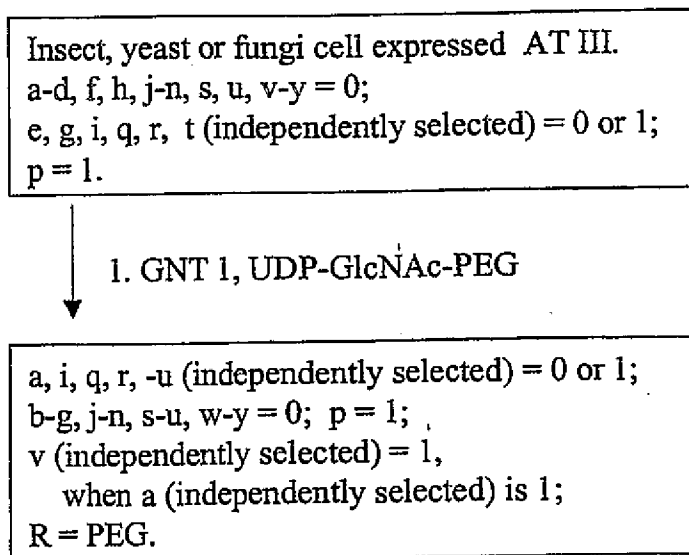 Insect, yeast or fungi cell expressed AT III.
a-d, f, h, j-n, s, u, v-y = 0;
e, g, i, q, r, t (independently selected) = 0 or 1;
p = 1.
1. GNT 1, UDP-GlcNAc-PEG
a, i, q, r, -u (independently selected) = 0 or 1;
b-g, j-n, s-u, w-y = 0; p = 1;
v (independently selected) = 1,
when a (independently selected) is 1;
R = PEG.